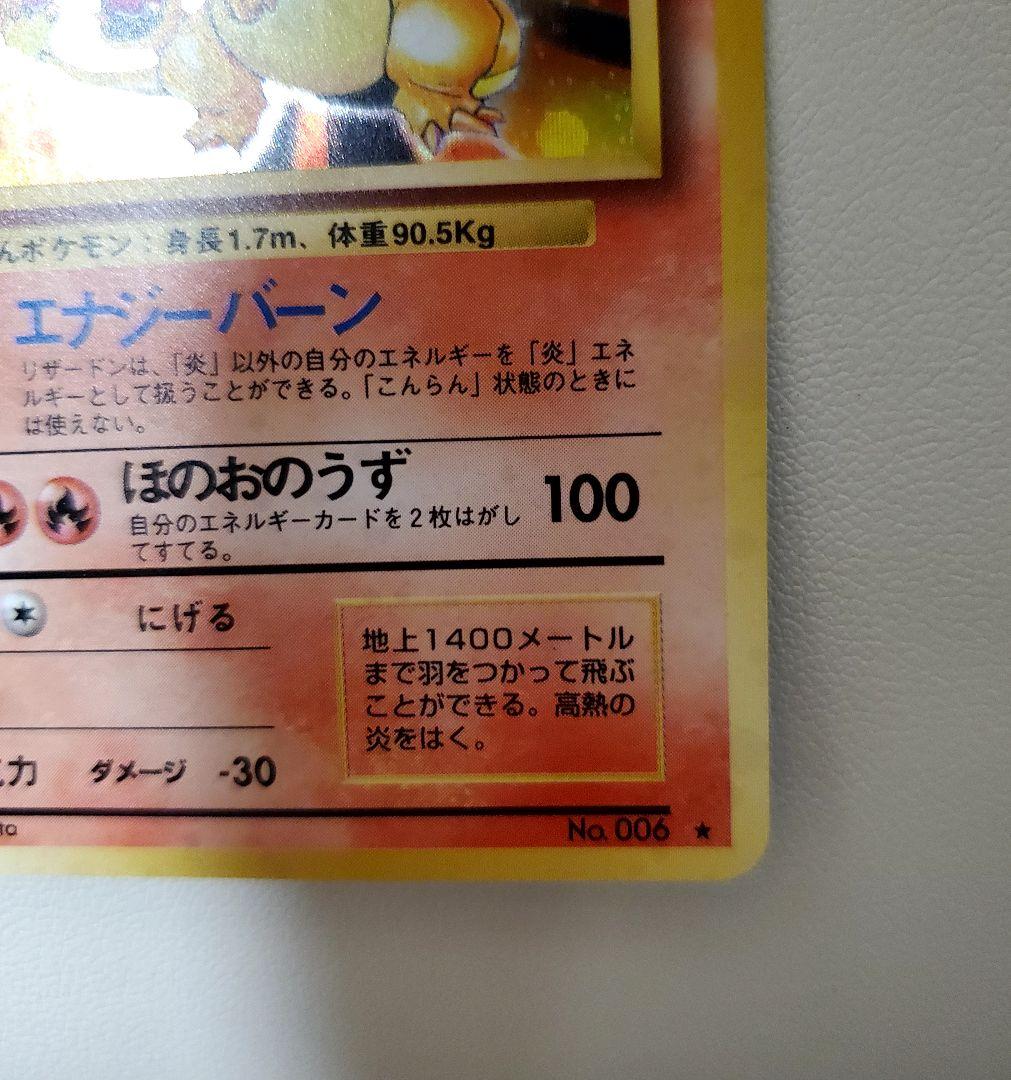 んポケモン：身長1.7m、体重90.5Kg
エナジーバーン
リザードンは、「炎」以外の自分のエネルギーを「炎」エネ
ルギーとして扱うことができる。「こんらん」状態のときに
は使えない。
ほのおのうず 100
自分のエネルギーカードを2枚はがし
てすてる。
にげる
地上1400メートル
まで羽をつかって飛ぶ
ことができる。高熱の
炎をはく。
力 ダメージ -30
ta
No. 006 ★